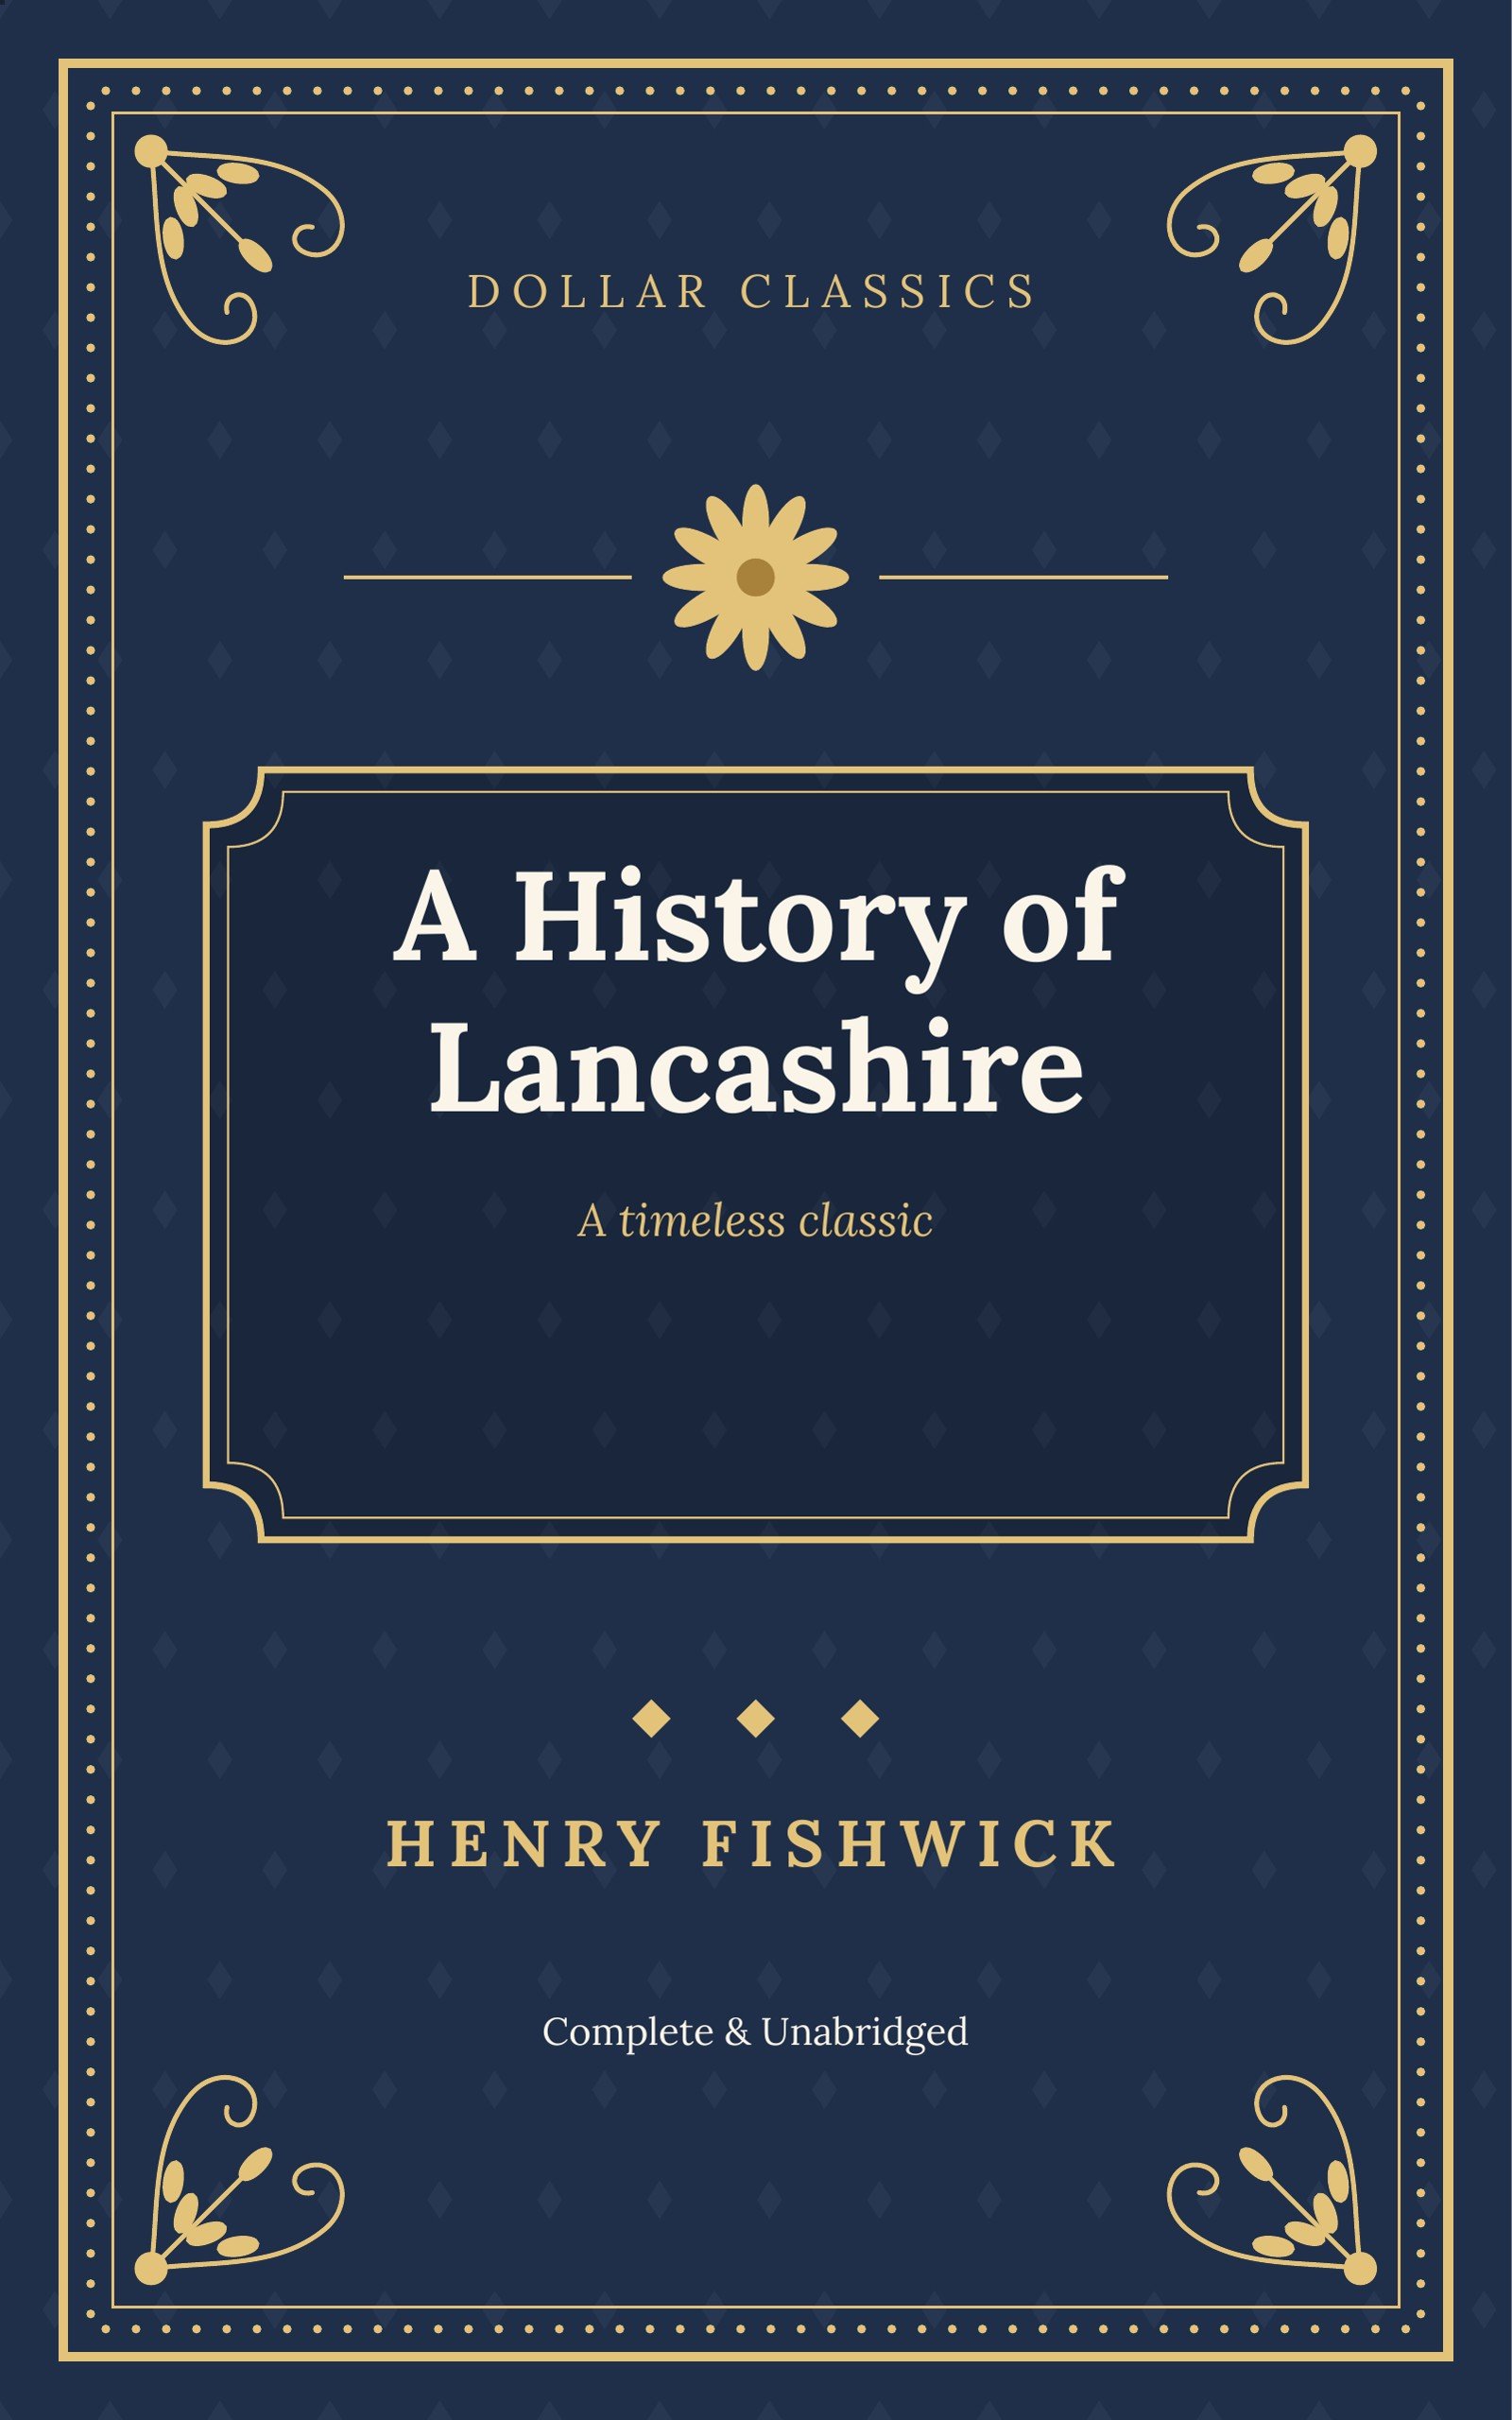 DOLLAR CLASSICS
A History of
Lancashire
A timeless classic
HENRY FISHWICK
Complete & Unabridged